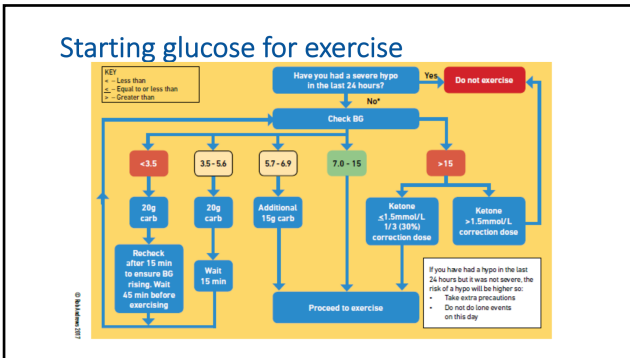 Starting glucose for exercise
KEY
< – Less than
≤ – Equal to or less than
> – Greater than
Have you had a severe hypo
in the last 24 hours?
Yes
Do not exercise
No*
Check BG
<3.5
3.5 - 5.6
5.7 - 6.9
7.0 - 15
>15
20g
carb
20g
carb
Additional
15g carb
Ketone
≤1.5mmol/L
1/3 (30%)
correction dose
Ketone
>1.5mmol/L
correction dose
Recheck
after 15 min
to ensure BG
rising. Wait
45 min before
exercising
Wait
15 min
Proceed to exercise
If you have had a hypo in the last
24 hours but it was not severe, the
risk of a hypo will be higher so:
• Take extra precautions
• Do not do lone events
on this day